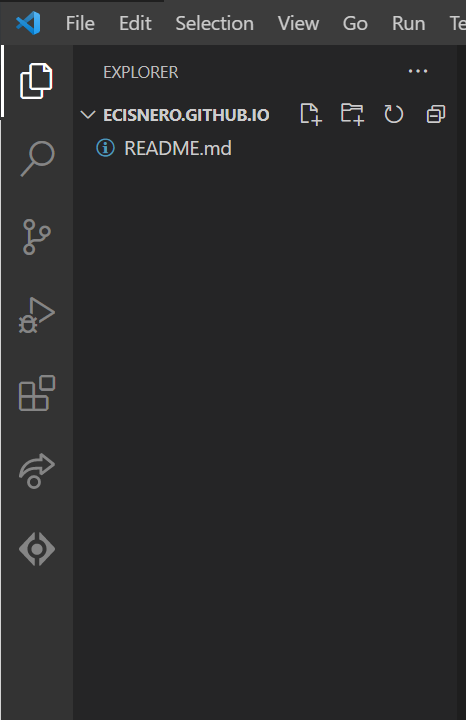 File Edit Selection View Go Run Te
EXPLORER
ECISNERO.GITHUB.IO
README.md